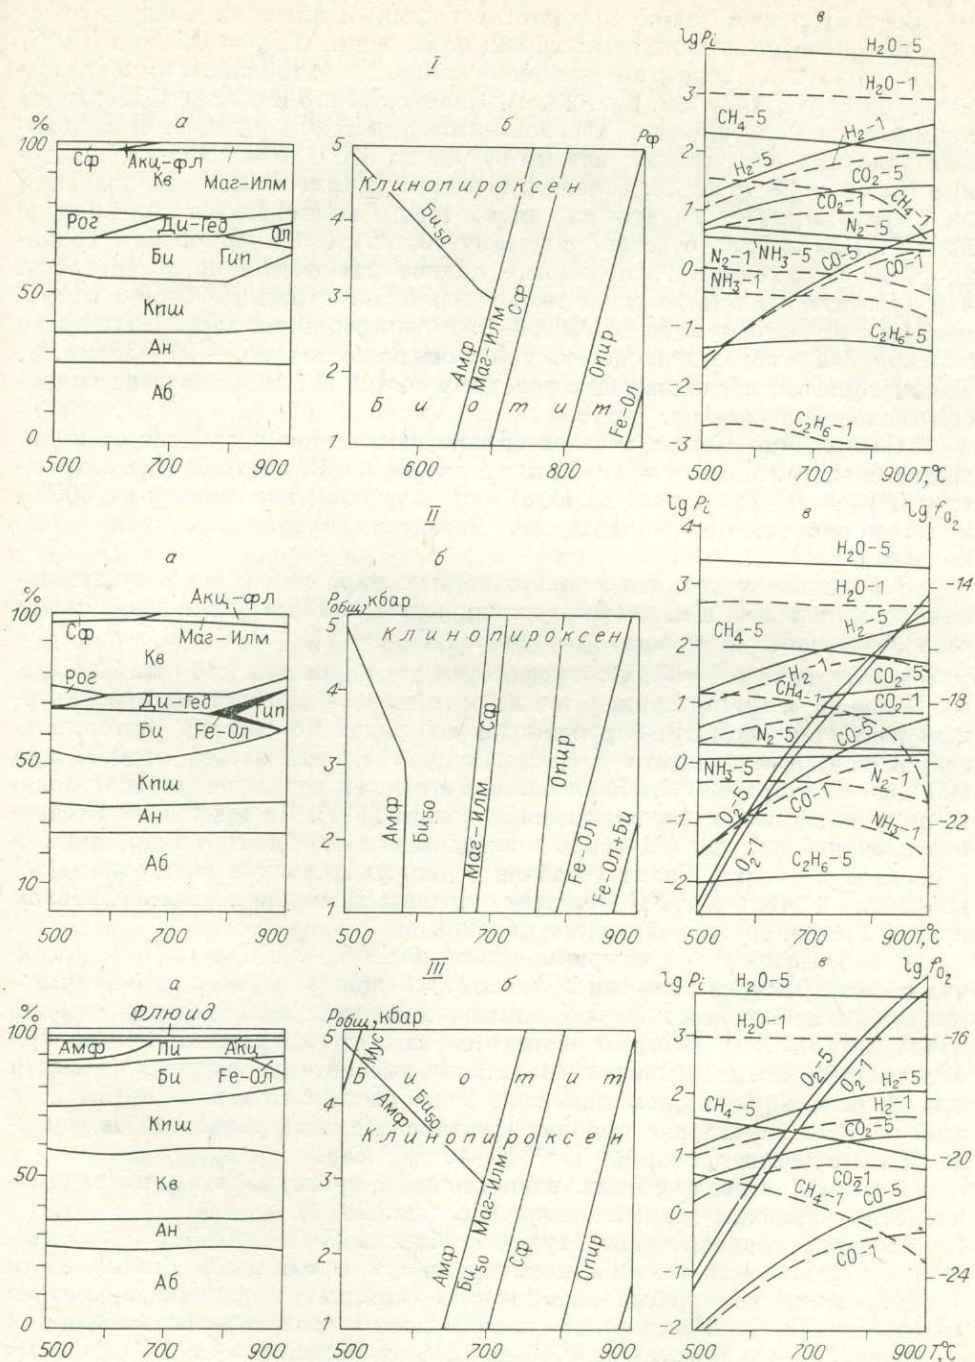 I
%
а
100
Сф
Акц-фл
Кв
Маг-Илм
Рог
Ди-Гед
Ол
Би
Гип
50
Кпш
Ан
Аб
0
500
700
900
б
Pф
5
Клинопироксен
4
Би50
3
2
1
Амф
Маг-Илм
Сф
Опир
Fe-Ол
Биотит
600
800
в
lg Pi
H2O-5
3
H2O-1
CH4-5
H2-1
2
H2-5
CO2-5
1
CO2-1
CH4-1
N2-5
0
N2-1
NH3-5
CO-5
CO-1
NH3-1
-1
C2H6-5
-2
C2H6-1
-3
500
700
900T,°C
II
%
а
100
Акц-фл
Сф
Маг-Илм
Кв
Рог
Ди-Гед
Гип
Би
Fe-Ол
50
Кпш
Ан
Аб
10
500
700
900
б
Pобщ, кбар
5
Клинопироксен
4
3
2
1
Амф
Би50
Маг-Илм
Сф
Опир
Fe-Ол
Fe-Ол+Би
500
700
900
в
lg Pi
lg fO2
4
H2O-5
3
H2O-1
-14
H2-5
2
CH4-5
H2-1
CO2-5
1
CH4-1
CO2-1
-18
N2-5
CO-5
0
NH3-5
N2-1
O2-5
CO-1
-1
NH3-1
-22
O2-1
C2H6-5
-2
500
700
900T,°C
III
%
а
100
Флюид
Амф
Пи
Акц
Би
Fe-Ол
Кпш
50
Кв
Ан
Аб
0
500
700
900
б
Pобщ, кбар
5
Мус
Биотит
4
Амф
Би50
Клинопироксен
3
2
1
Амф
Би50
Маг-Илм
Сф
Опир
500
700
900
в
lg Pi
lg fO2
H2O-5
3
H2O-1
-16
O2-5
O2-1
H2-5
2
CH4-5
H2-1
CO2-5
1
-20
CO2-1
CH4-1
CO-5
0
CO-1
-1
-24
-2
500
700
900T,°C